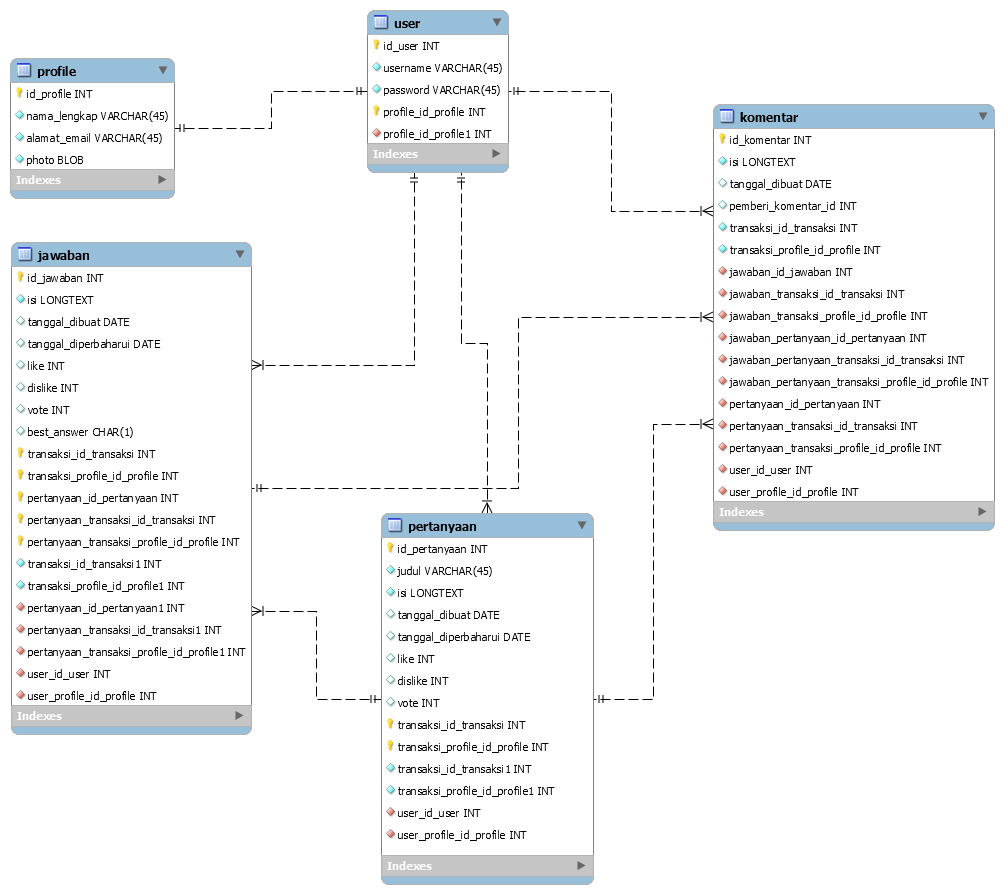 user
id_user INT
username VARCHAR(45)
password VARCHAR(45)
profile_id_profile INT
profile_id_profile1 INT
Indexes
profile
id_profile INT
nama_lengkap VARCHAR(45)
alamat_email VARCHAR(45)
photo BLOB
Indexes
komentar
id_komentar INT
isi LONGTEXT
tanggal_dibuat DATE
pemberi_komentar_id INT
transaksi_id_transaksi INT
transaksi_profile_id_profile INT
jawaban_id_jawaban INT
jawaban_transaksi_id_transaksi INT
jawaban_transaksi_profile_id_profile INT
jawaban_pertanyaan_id_pertanyaan INT
jawaban_pertanyaan_transaksi_id_transaksi INT
jawaban_pertanyaan_transaksi_profile_id_profile INT
pertanyaan_id_pertanyaan INT
pertanyaan_transaksi_id_transaksi INT
pertanyaan_transaksi_profile_id_profile INT
user_id_user INT
user_profile_id_profile INT
Indexes
jawaban
id_jawaban INT
isi LONGTEXT
tanggal_dibuat DATE
tanggal_diperbaharui DATE
like INT
dislike INT
vote INT
best_answer CHAR(1)
transaksi_id_transaksi INT
transaksi_profile_id_profile INT
pertanyaan_id_pertanyaan INT
pertanyaan_transaksi_id_transaksi INT
pertanyaan_transaksi_profile_id_profile INT
transaksi_id_transaksi1 INT
transaksi_profile_id_profile1 INT
pertanyaan_id_pertanyaan1 INT
pertanyaan_transaksi_id_transaksi1 INT
pertanyaan_transaksi_profile_id_profile1 INT
user_id_user INT
user_profile_id_profile INT
Indexes
pertanyaan
id_pertanyaan INT
judul VARCHAR(45)
isi LONGTEXT
tanggal_dibuat DATE
tanggal_diperbaharui DATE
like INT
dislike INT
vote INT
transaksi_id_transaksi INT
transaksi_profile_id_profile INT
transaksi_id_transaksi1 INT
transaksi_profile_id_profile1 INT
user_id_user INT
user_profile_id_profile INT
Indexes